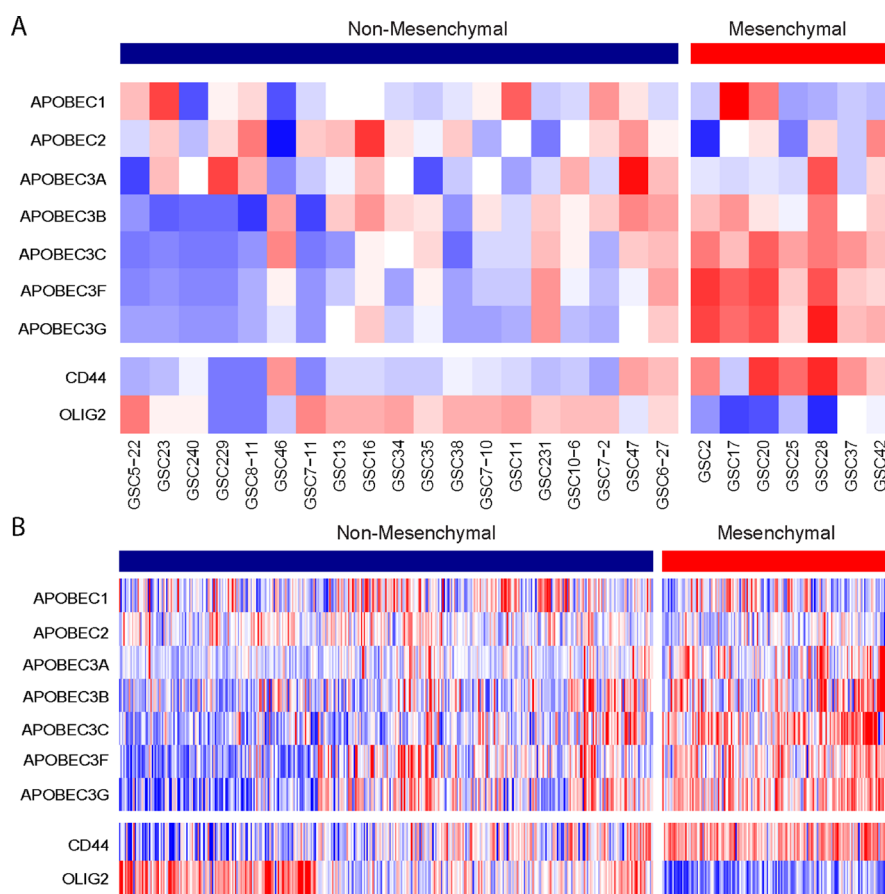 A
Non-Mesenchymal Mesenchymal
APOBEC1
APOBEC2
APOBEC3A
APOBEC3B
APOBEC3C
APOBEC3F
APOBEC3G
CD44
OLIG2
GSC5-22
GSC23
GSC240
GSC229
GSC8-11
GSC46
GSC7-11
GSC13
GSC16
GSC34
GSC35
GSC38
GSC7-10
GSC11
GSC231
GSC10-6
GSC7-2
GSC47
GSC6-27
GSC2
GSC17
GSC20
GSC25
GSC28
GSC37
GSC42
B
Non-Mesenchymal Mesenchymal
APOBEC1
APOBEC2
APOBEC3A
APOBEC3B
APOBEC3C
APOBEC3F
APOBEC3G
CD44
OLIG2